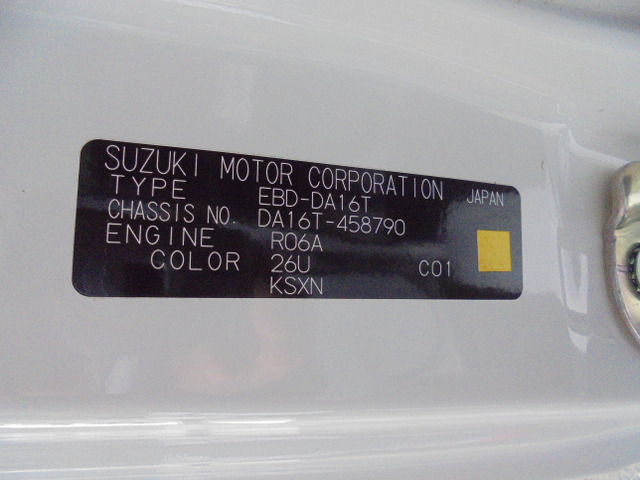 SUZUKI MOTOR CORPORATION JAPAN
TYPE EBD-DA16T
CHASSIS NO. DA16T-458790
ENGINE R06A
COLOR 26U C01
KSXN